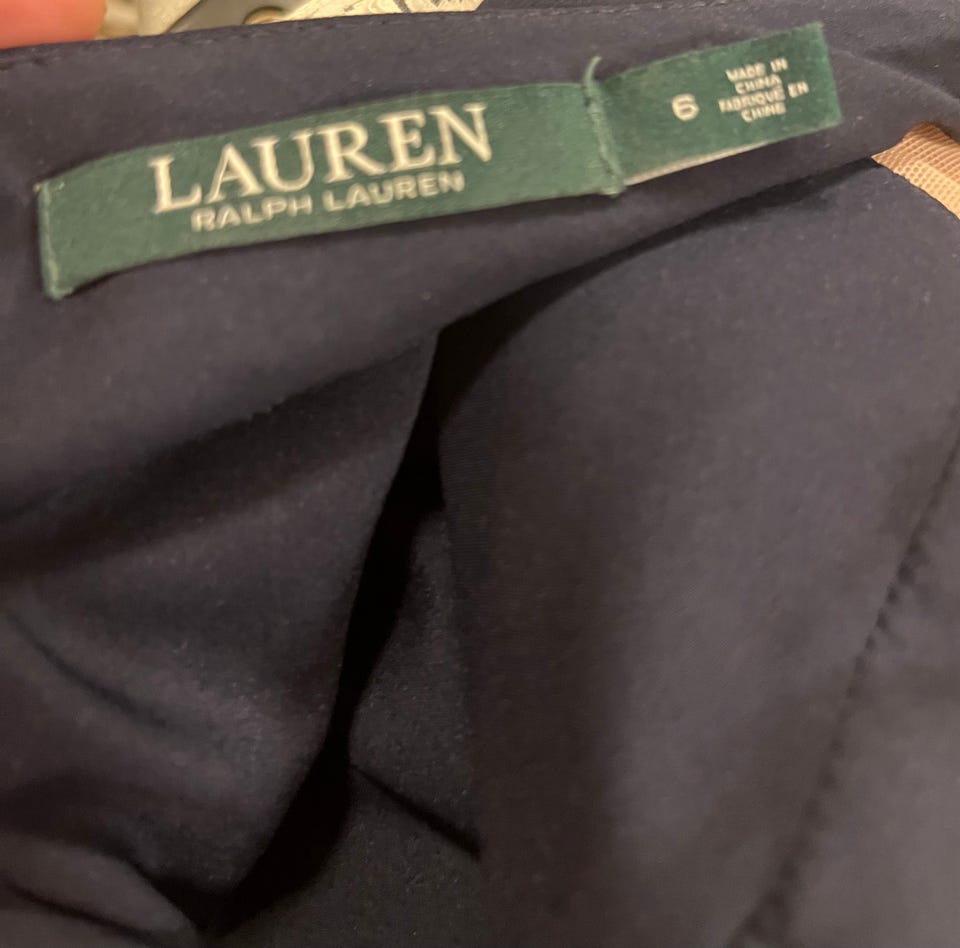 LAUREN
RALPH LAUREN
6
MADE IN
CHINA
FABRIQUÉ EN
CHINE